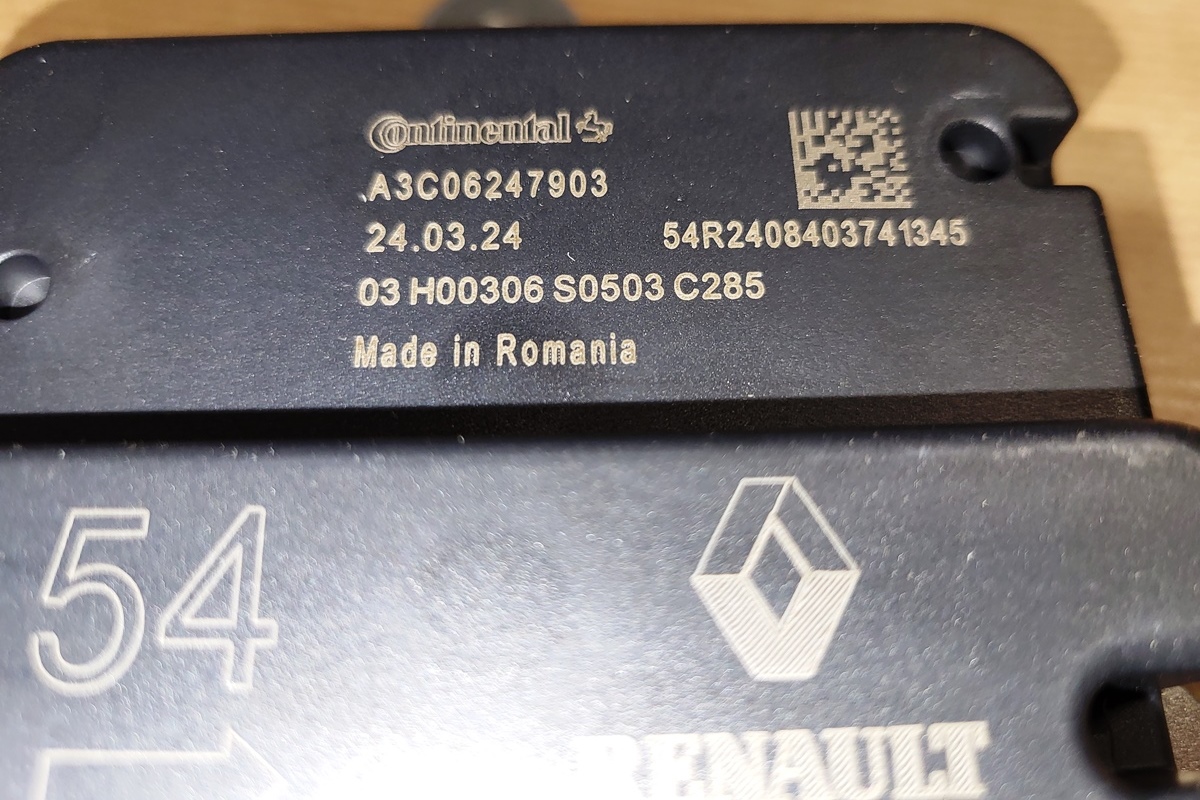 Continental
A3C06247903
24.03.24 54R2408403741345
03 H00306 S0503 C285
Made in Romania
54
RENAULT